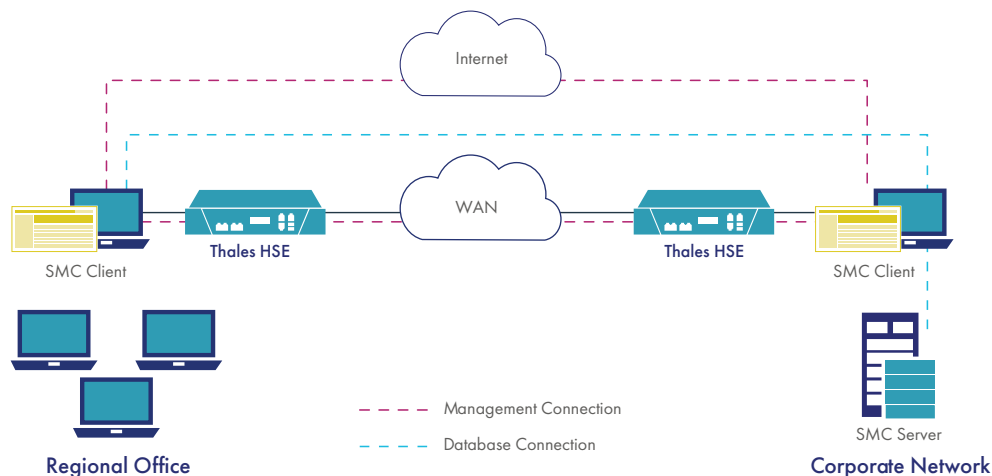 Internet
WAN
Thales HSE
Thales HSE
SMC Client
SMC Client
Management Connection
Database Connection
SMC Server
Regional Office
Corporate Network